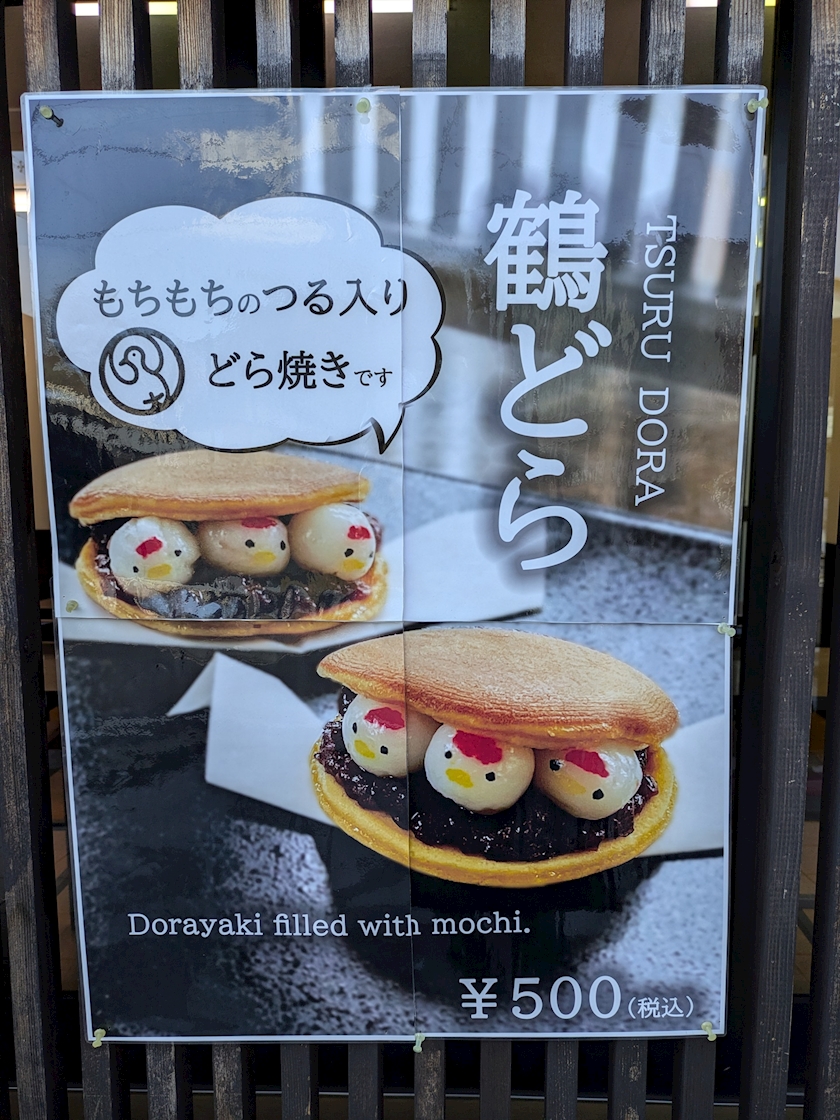 鶴どら
TSURU DORA
もちもちのつる入り
どら焼きです
Dorayaki filled with mochi.
¥500(税込)